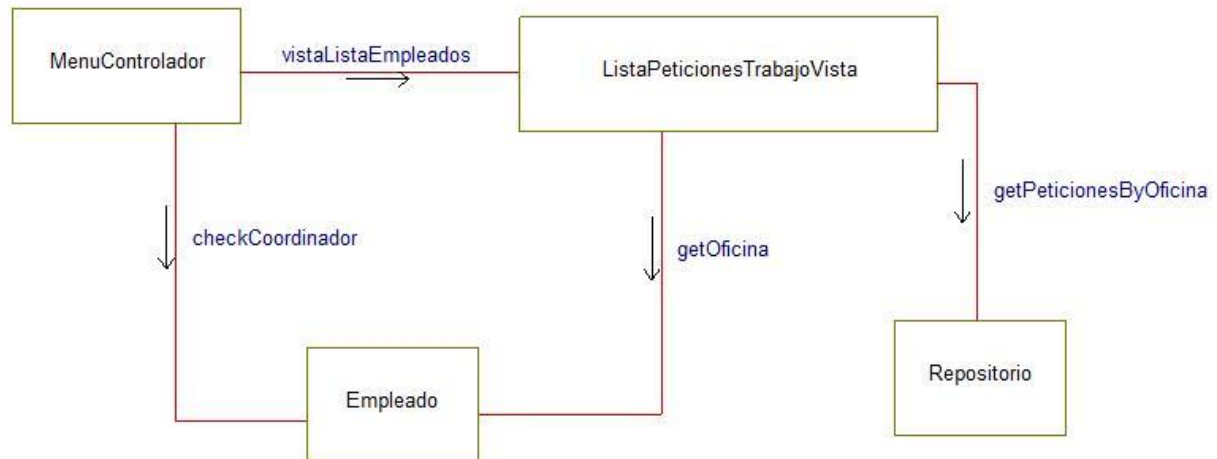 MenuControlador
vistaListaEmpleados
ListaPeticionesTrabajoVista
getPeticionesByOficina
checkCoordinador
getOficina
Repositorio
Empleado